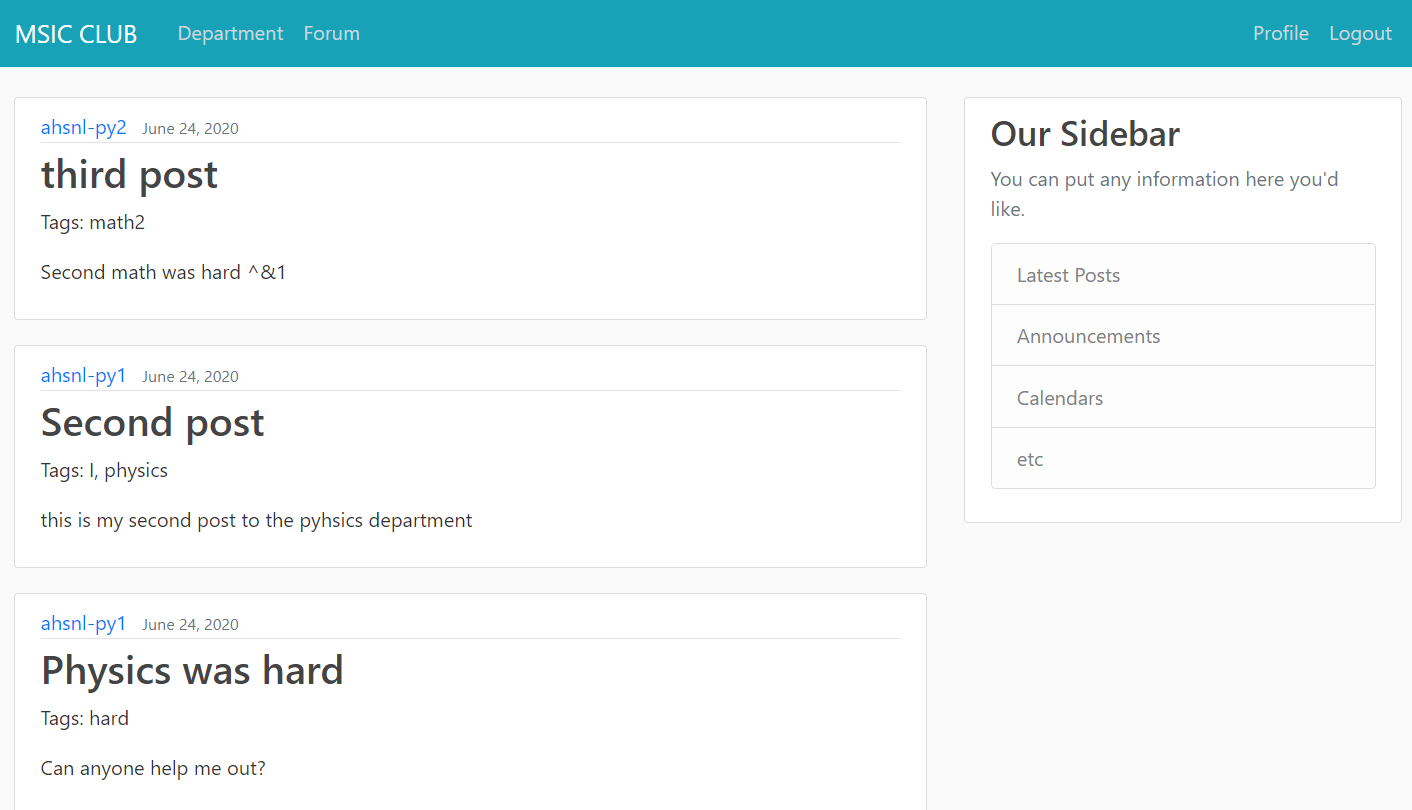 MSIC CLUB Department Forum Profile Logout
ahsnl-py2 June 24, 2020
third post
Tags: math2
Second math was hard ^&1
ahsnl-py1 June 24, 2020
Second post
Tags: I, physics
this is my second post to the pyhsics department
ahsnl-py1 June 24, 2020
Physics was hard
Tags: hard
Can anyone help me out?
Our Sidebar
You can put any information here you'd
like.
Latest Posts
Announcements
Calendars
etc